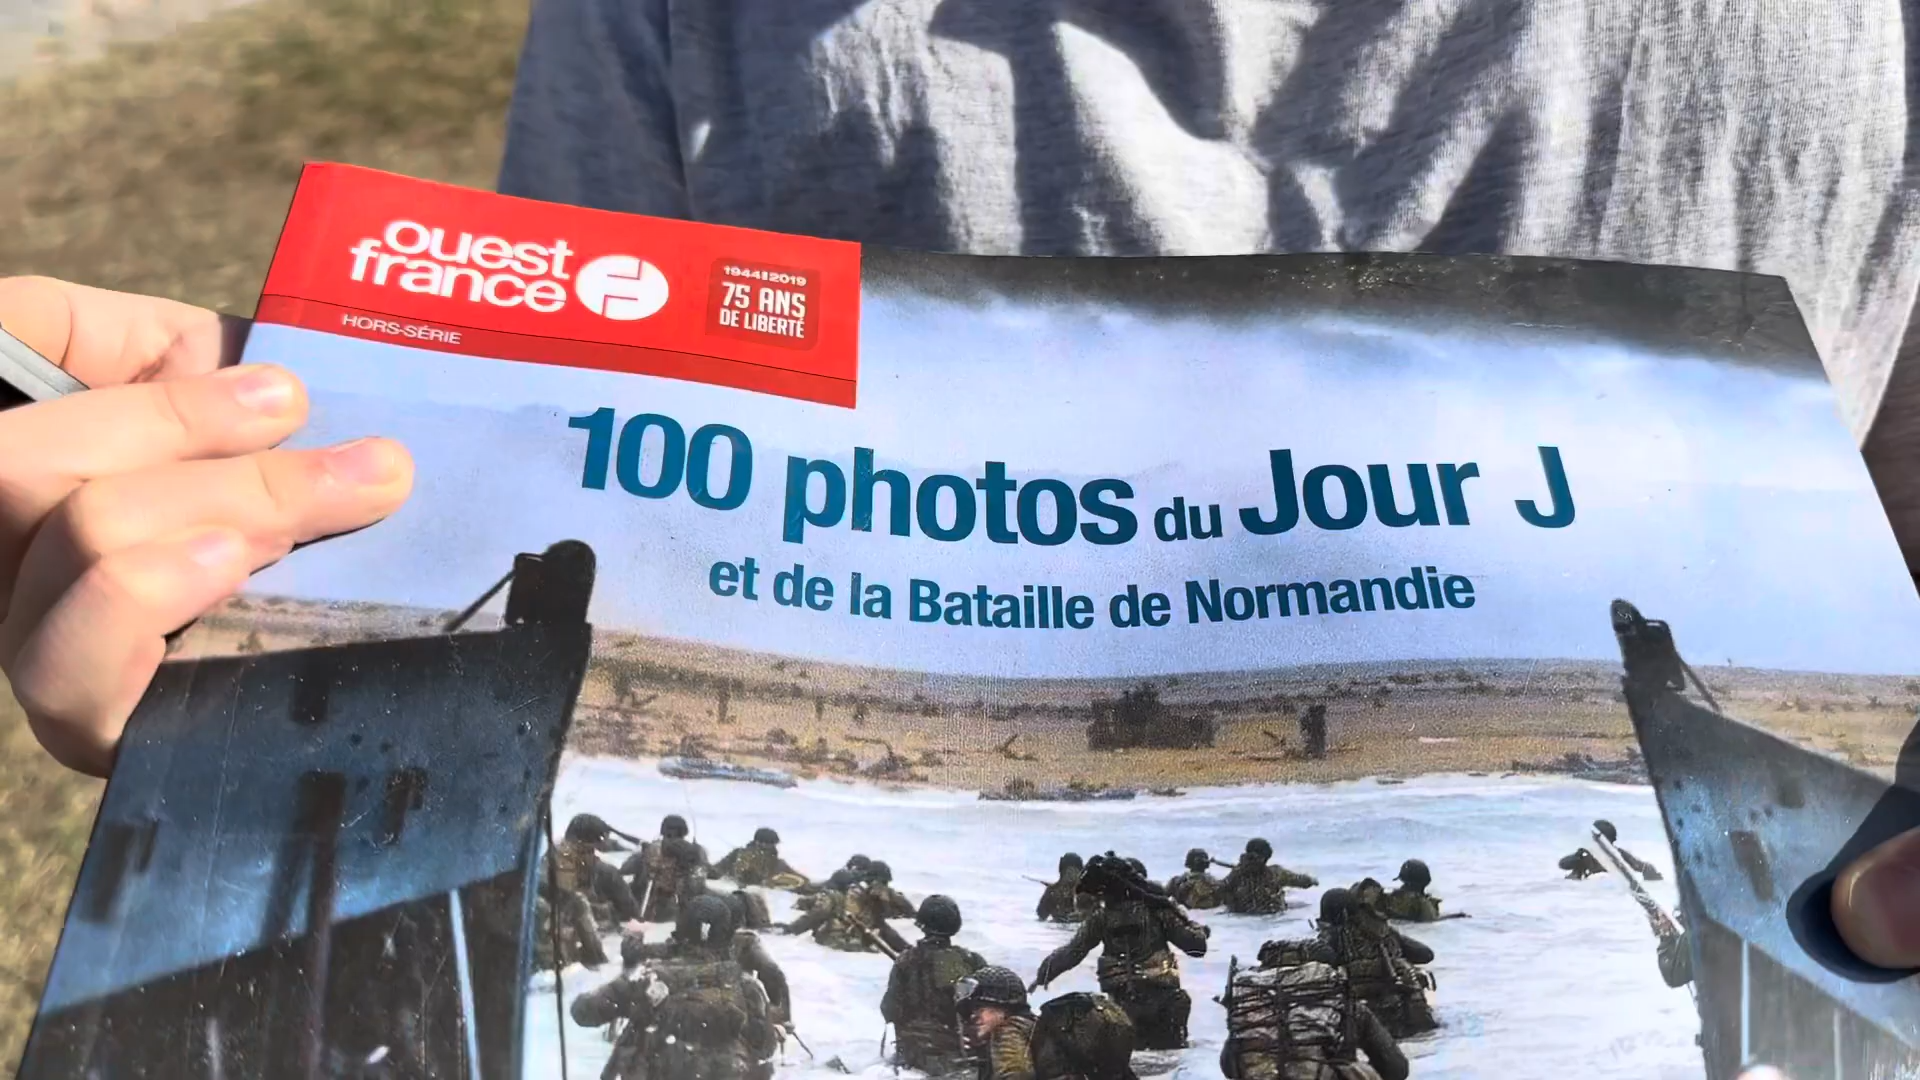 ouest
france
HORS-SÉRIE
1944 2019
75 ANS
DE LIBERTÉ
100 photos du Jour J
et de la Bataille de Normandie